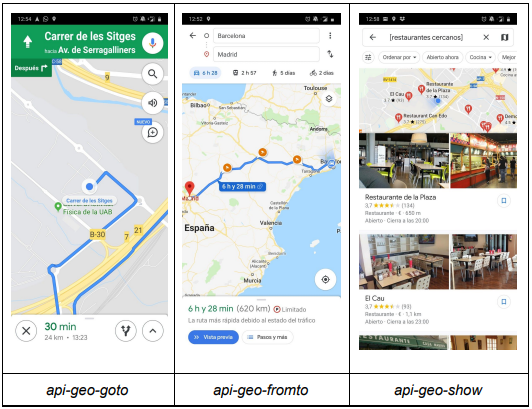 12:54
Carrer de les Sitges
hacia Av. de Serragalliners
Después
NUEVO
Carrer de les Sitges
Física de la UAB
B-30
7
21
30 min
24 km · 13:23
api-geo-goto
12:52
Barcelona
Madrid
6 h 28
2 h 57
5 días
2 días
Toulouse
Bilbao
Vitoria-Gasteiz
Andorra
6 h y 28 min
España
Valencia
Murcia
6 h y 28 min (620 km) Limitado
La ruta más rápida debido al estado del tráfico
Vista previa
Pasos y más
api-geo-fromto
12:58
[restaurantes cercanos]
Ordenar por
Abierto ahora
Cocina
Mejor
Restaurante
de la Plaza
El Cau
Restaurant Can Edo
Restaurante de la Plaza
3,7 (134)
Restaurante · € · 650 m
Abierto · Cierra a las 20:00
El Cau
3,7 (93)
Restaurante · € · 1,1 km
Abierto · Cierra a las 23:00
api-geo-show